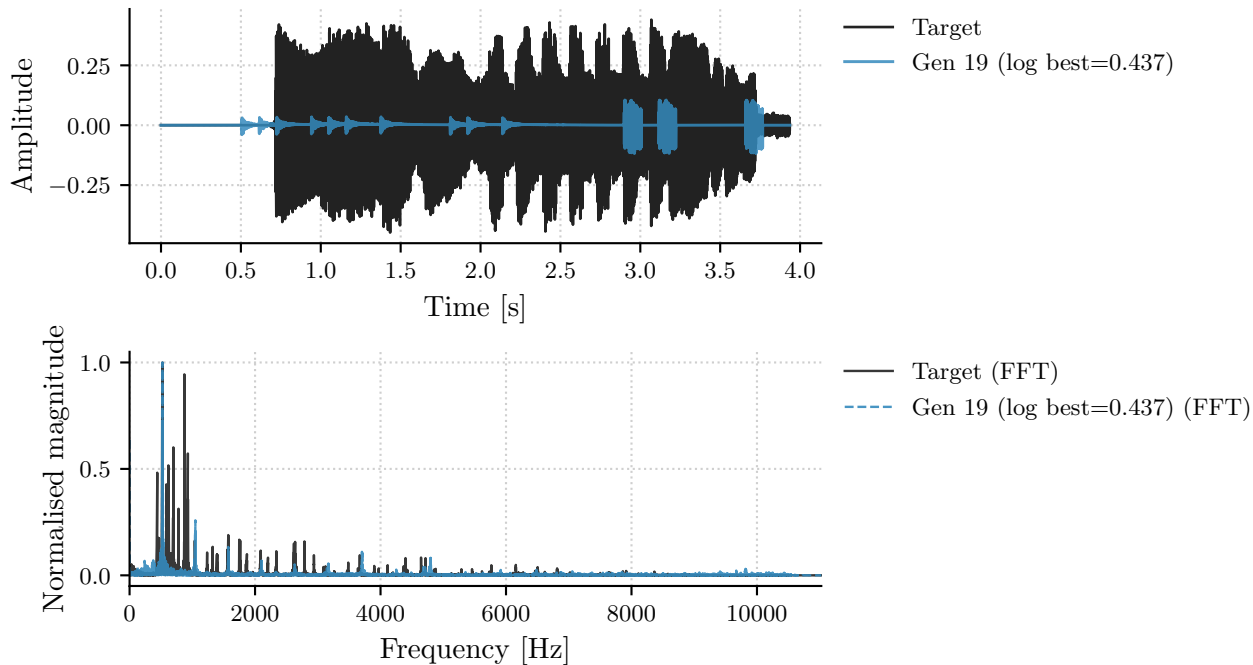 0.25
0.00
−0.25
Amplitude
0.0 0.5 1.0 1.5 2.0 2.5 3.0 3.5 4.0
Time [s]
Target
Gen 19 (log best=0.437)
1.0
0.5
0.0
Normalised magnitude
0 2000 4000 6000 8000 10000
Frequency [Hz]
Target (FFT)
Gen 19 (log best=0.437) (FFT)